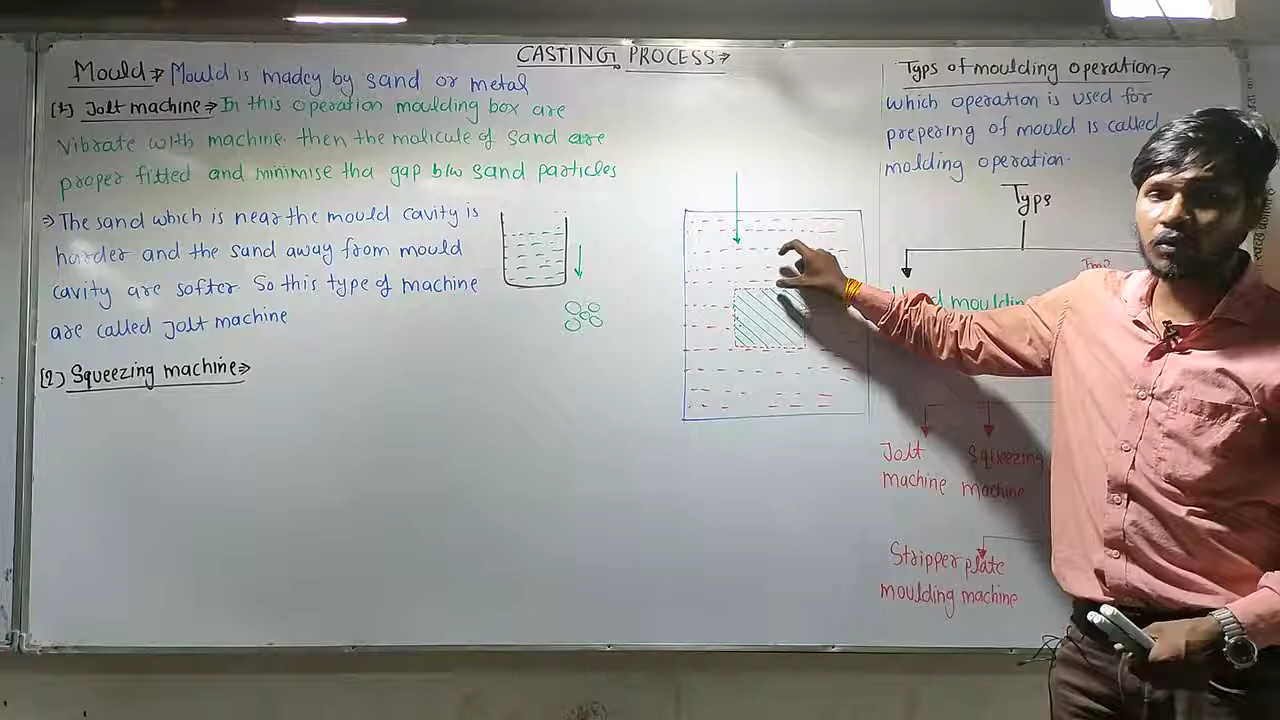 CASTING PROCESS→
Mould→ Mould is madey by sand or metal
[1] Jolt machine→ In this operation moulding box are
vibrate with machine. then the molicule of sand are
proper fitted and minimise tha gap b/w sand particles
⇒ The sand which is near the mould cavity is
harder and the sand away from mould
cavity are softer. So this type of machine
are called Jolt machine
[2] Squeezing machine→
Typs of moulding operation→
which operation is used for
prepering of mould is called
molding operation.
Typs
moulding
Jolt Squeezing
machine machine
Stripper plate
moulding machine